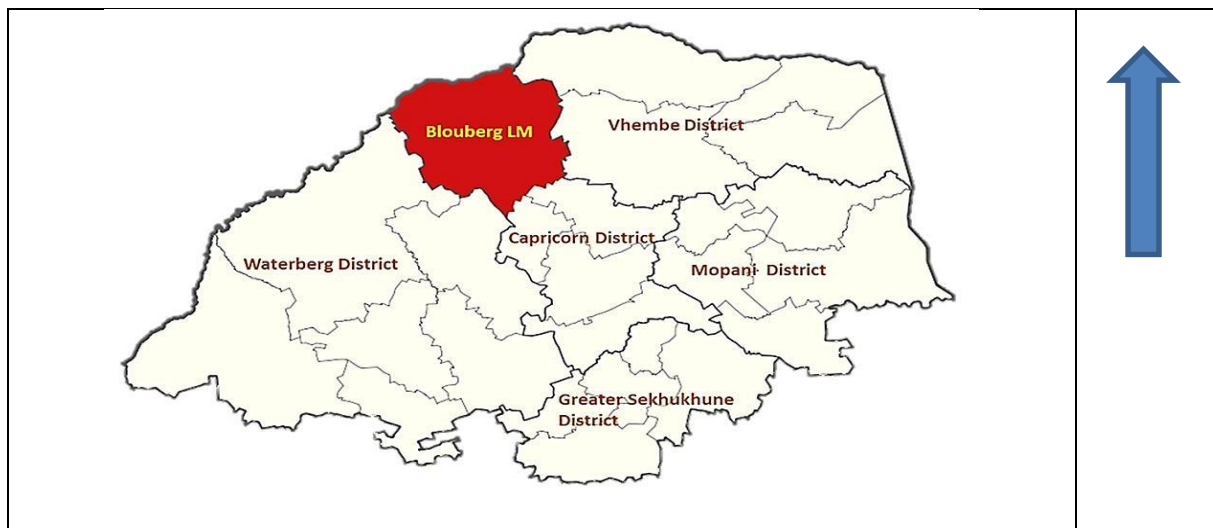 Blouberg LM
Vhembe District
Capricorn District
Waterberg District
Mopani District
Greater Sekhukhune
District